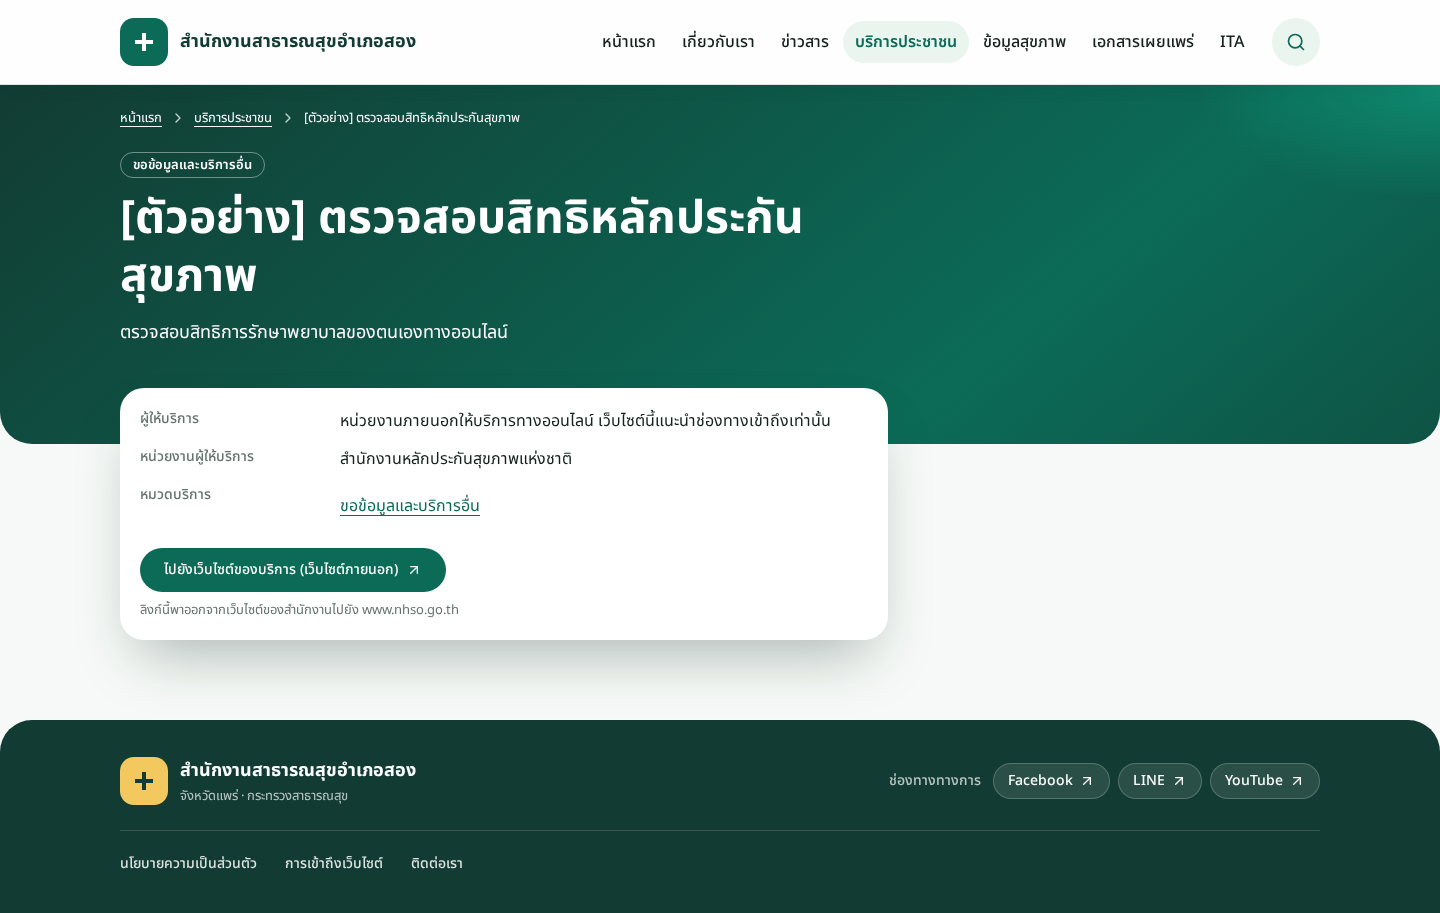 สำนักงานสาธารณสุขอำเภอสอง
หน้าแรก เกี่ยวกับเรา ข่าวสาร บริการประชาชน ข้อมูลสุขภาพ เอกสารเผยแพร่ ITA
หน้าแรก บริการประชาชน [ตัวอย่าง] ตรวจสอบสิทธิหลักประกันสุขภาพ
ขอข้อมูลและบริการอื่น
[ตัวอย่าง] ตรวจสอบสิทธิหลักประกัน
สุขภาพ
ตรวจสอบสิทธิการรักษาพยาบาลของตนเองทางออนไลน์
ผู้ให้บริการ หน่วยงานภายนอกให้บริการทางออนไลน์ เว็บไซต์นี้แนะนำช่องทางเข้าถึงเท่านั้น
หน่วยงานผู้ให้บริการ สำนักงานหลักประกันสุขภาพแห่งชาติ
หมวดบริการ ขอข้อมูลและบริการอื่น
ไปยังเว็บไซต์ของบริการ (เว็บไซต์ภายนอก)
ลิงก์นี้พาออกจากเว็บไซต์ของสำนักงานไปยัง www.nhso.go.th
สำนักงานสาธารณสุขอำเภอสอง
จังหวัดแพร่ · กระทรวงสาธารณสุข
ช่องทางทางการ Facebook LINE YouTube
นโยบายความเป็นส่วนตัว การเข้าถึงเว็บไซต์ ติดต่อเรา